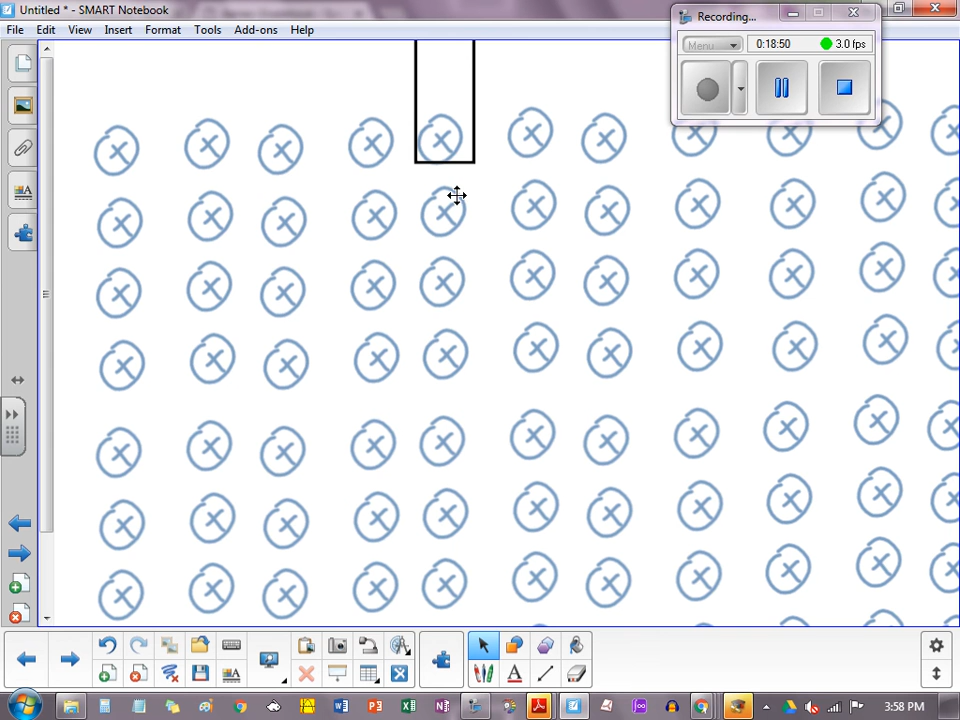 Untitled * - SMART Notebook
Recording...
File Edit View Insert Format Tools Add-ons Help
Menu 0:18:50 3.0 fps
3:58 PM